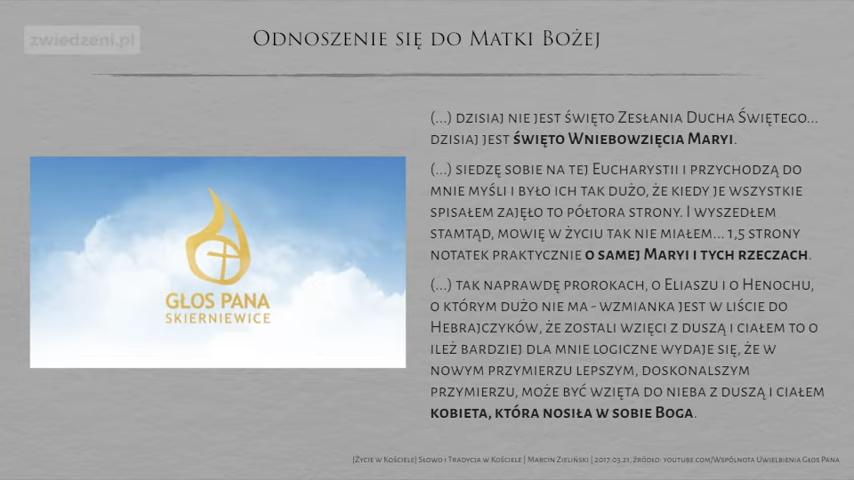 zwiedzeni.pl
Odnoszenie się do Matki Bożej
(...) dzisiaj nie jest święto Zesłania Ducha Świętego...
dzisiaj jest święto Wniebowzięcia Maryi.
(...) siedzę sobie na tej Eucharystii i przychodzą do
mnie myśli i było ich tak dużo, że kiedy je wszystkie
spisałem zajęło to półtora strony. I wyszedłem
stamtąd, mowię w życiu tak nie miałem... 1,5 strony
notatek praktycznie o samej Maryi i tych rzeczach.
(...) tak naprawdę prorokach, o Eliaszu i o Henochu,
o którym dużo nie ma - wzmianka jest w liście do
Hebrajczyków, że zostali wzięci z duszą i ciałem to o
ileż bardziej dla mnie logiczne wydaje się, że w
nowym przymierzu lepszym, doskonalszym
przymierzu, może być wzięta do nieba z duszą i ciałem
kobieta, która nosiła w sobie Boga.
GŁOS PANA
SKIERNIEWICE
[Życie w Kościele] Słowo i Tradycja w Kościele | Marcin Zieliński | 2017.03.21, źródło: youtube.com/Wspólnota Uwielbienia Głos Pana